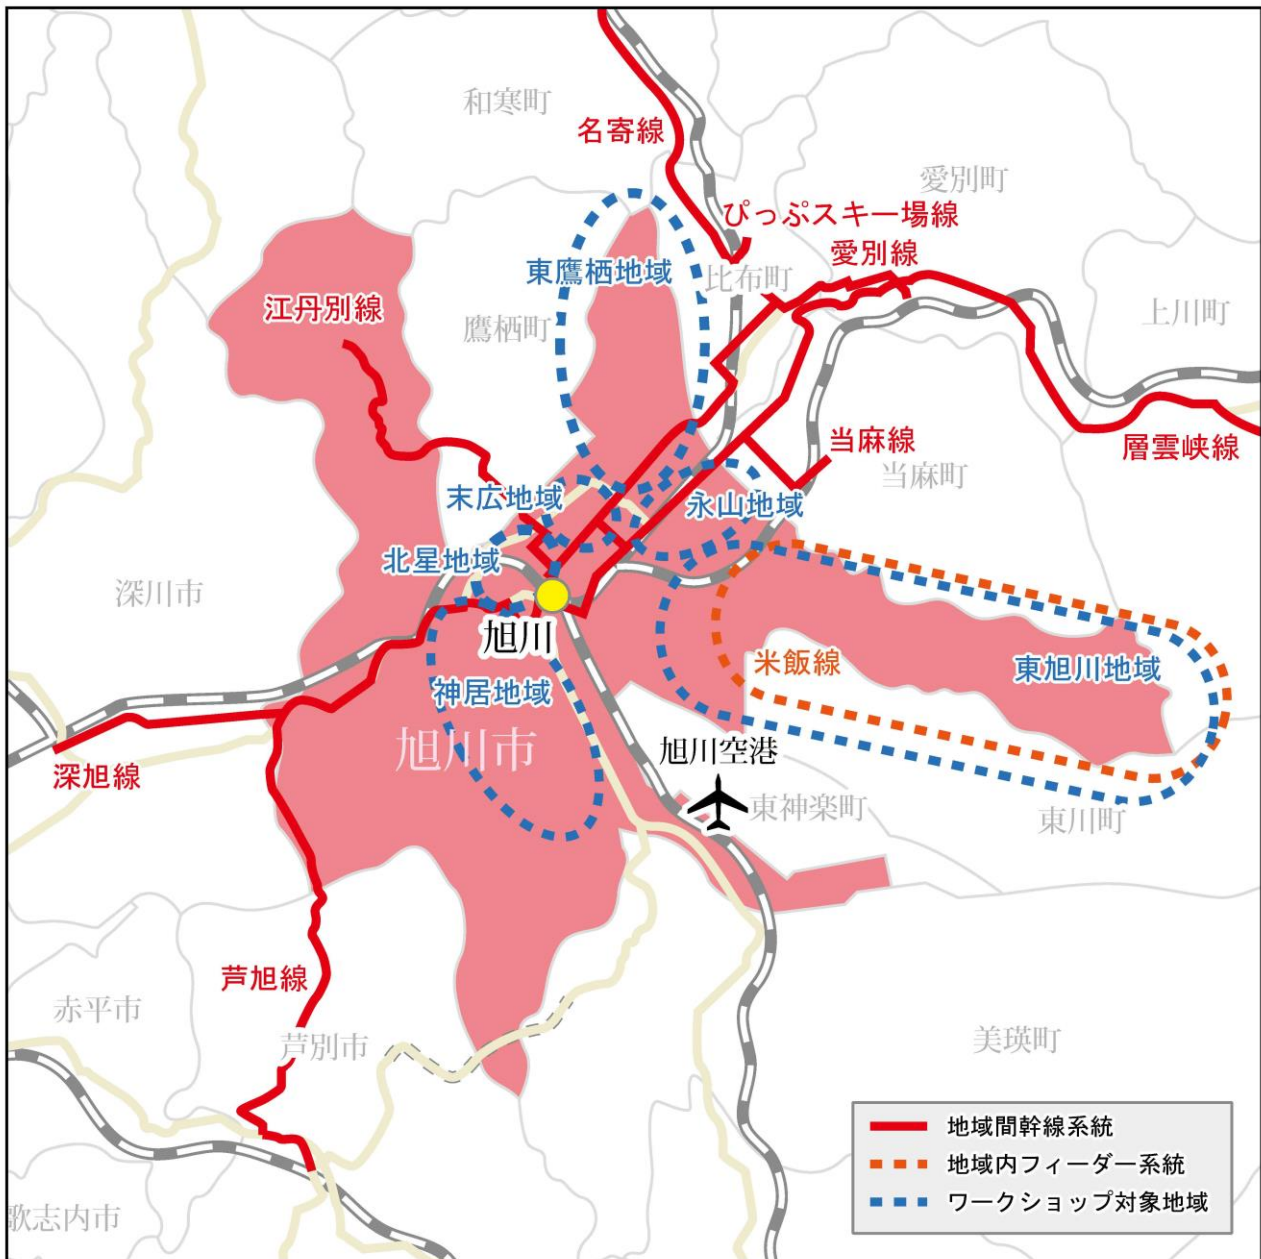 和寒町
名寄線
愛別町
ぴっぷスキー場線
愛別線
東鷹栖地域
比布町
江丹別線
鷹栖町
上川町
当麻線
層雲峡線
当麻町
末広地域
永山地域
北星地域
深川市
旭川
米飯線
東旭川地域
神居地域
旭川市
旭川空港
深旭線
東神楽町
東川町
芦旭線
赤平市
芦別市
美瑛町
歌志内市
地域間幹線系統
地域内フィーダー系統
ワークショップ対象地域